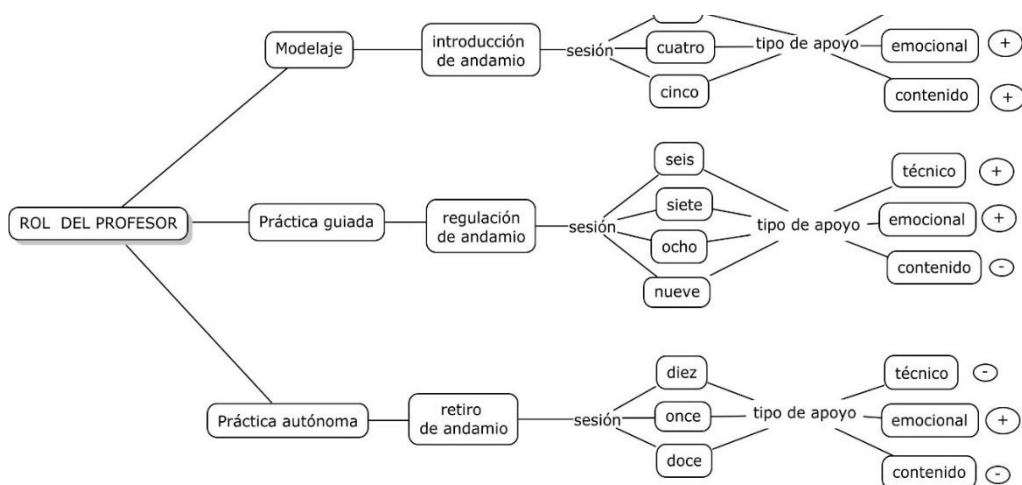 Modelaje
introducción
de andamio
sesión
cuatro
cinco
tipo de apoyo
emocional +
contenido +
ROL DEL PROFESOR
Práctica guiada
regulación
de andamio
sesión
seis
siete
ocho
nueve
tipo de apoyo
técnico +
emocional +
contenido -
Práctica autónoma
retiro
de andamio
sesión
diez
once
doce
tipo de apoyo
técnico -
emocional +
contenido -